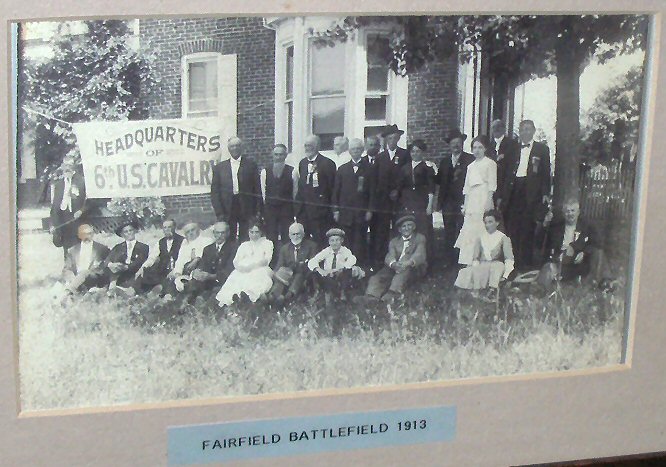 HEADQUARTERS
OF
6th U.S. CAVALRY
FAIRFIELD BATTLEFIELD 1913